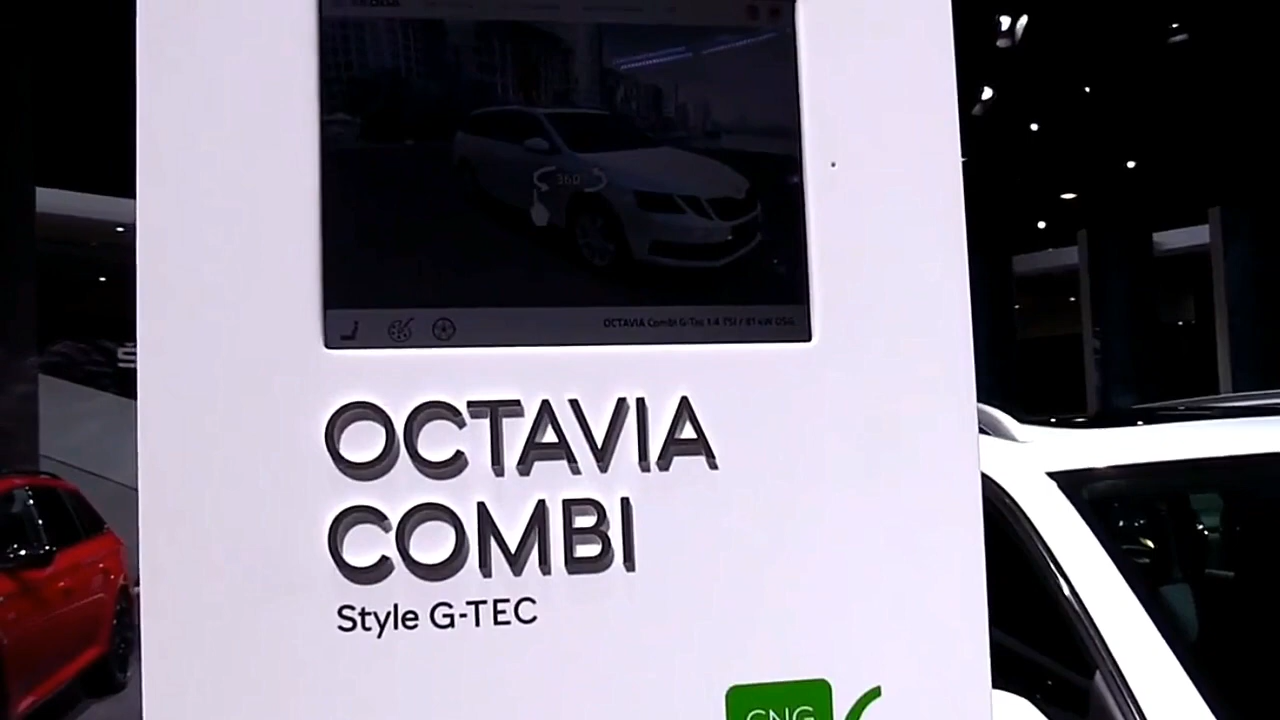 360
OCTAVIA Combi G-Tec 1.4 TSI / 81 kW DSG
OCTAVIA
COMBI
Style G-TEC
CNG